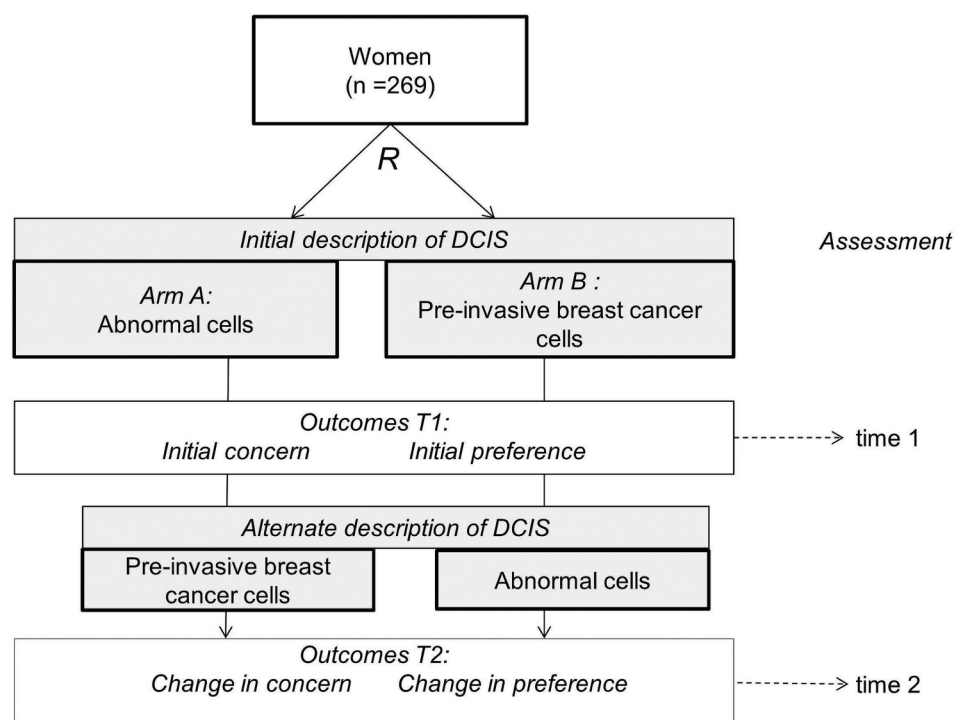 Women
(n =269)
R
Initial description of DCIS
Assessment
Arm A:
Abnormal cells
Arm B :
Pre-invasive breast cancer
cells
Outcomes T1:
Initial concern Initial preference
time 1
Alternate description of DCIS
Pre-invasive breast
cancer cells
Abnormal cells
Outcomes T2:
Change in concern Change in preference
time 2